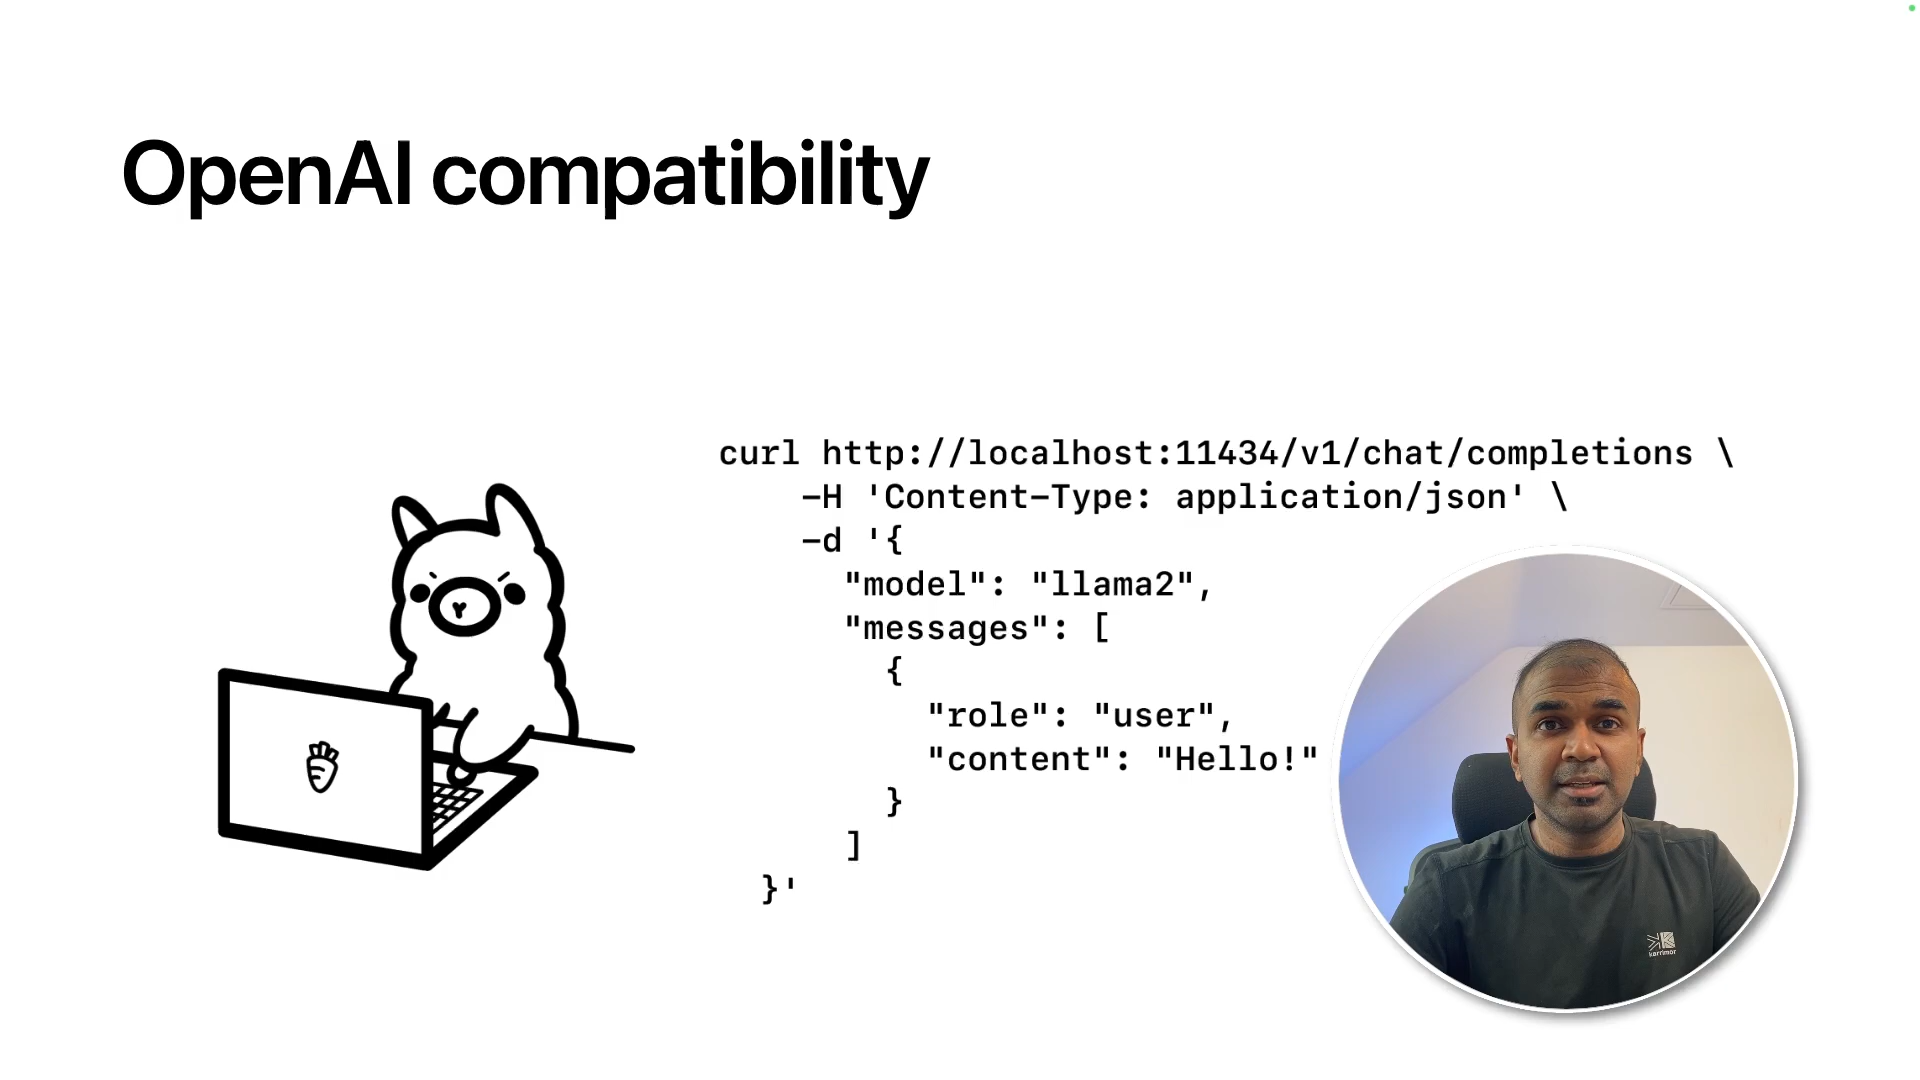 OpenAI compatibility
curl http://localhost:11434/v1/chat/completions \
    -H 'Content-Type: application/json' \
    -d '{
      "model": "llama2",
      "messages": [
        {
          "role": "user",
          "content": "Hello!"
        }
      ]
  }'
karrimor